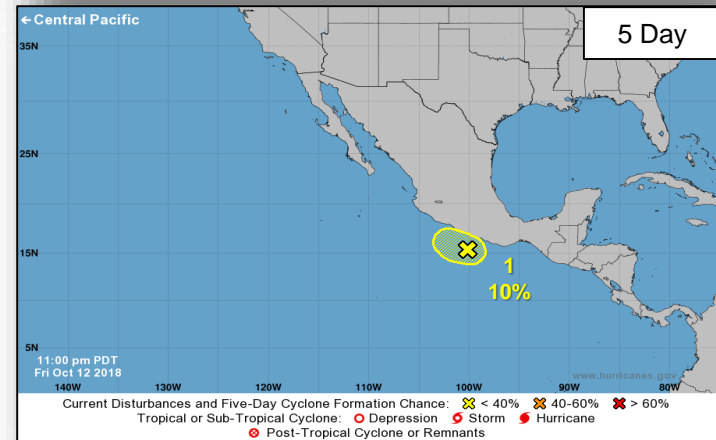 ← Central Pacific
5 Day
35N
25N
15N
1
10%
5N
11:00 pm PDT
Fri Oct 12 2018
www.hurricanes.gov
140W 130W 120W 110W 100W 90W 80W
Current Disturbances and Five-Day Cyclone Formation Chance: < 40% 40-60% > 60%
Tropical or Sub-Tropical Cyclone: Depression Storm Hurricane
Post-Tropical Cyclone or Remnants